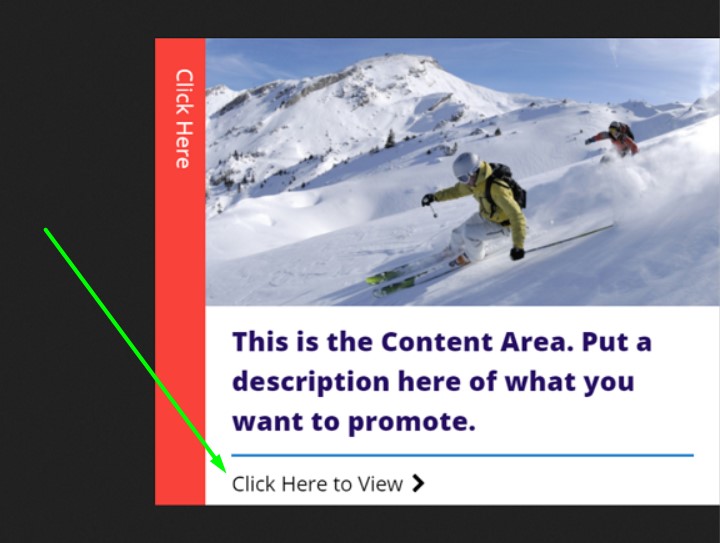 Click Here
This is the Content Area. Put a
description here of what you
want to promote.
Click Here to View